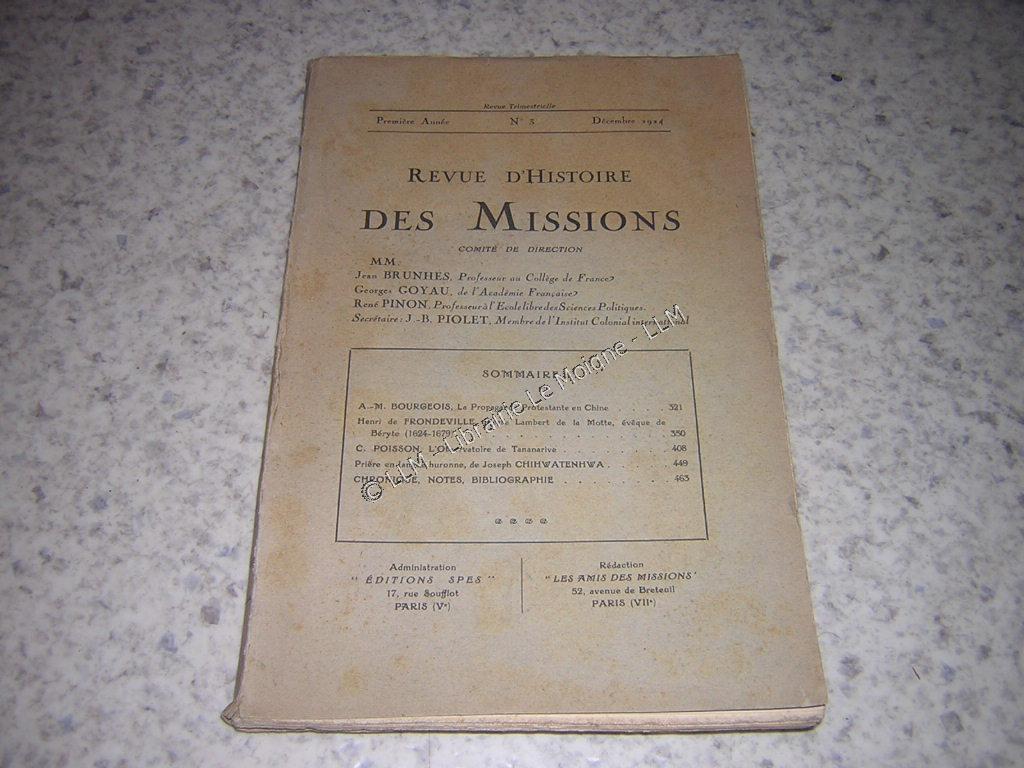 Revue Trimestrielle
Première Année N° 3 Décembre 1924
REVUE D'HISTOIRE
DES MISSIONS
COMITÉ DE DIRECTION
MM.
Jean BRUNHES, Professeur au Collège de France
Georges GOYAU, de l'Académie Française
René PINON, Professeur à l'Ecole libre des Sciences Politiques.
Secrétaire: J.-B. PIOLET, Membre de l'Institut Colonial international
SOMMAIRE
A.-M. BOURGEOIS, La Propagande Protestante en Chine . . . . . 321
Henri de FRONDEVILLE, Lambert de la Motte, évêque de
Béryte (1624-1679) . . . . . 350
C. POISSON, L'Observatoire de Tananarive . . . . . 408
Prière en langue huronne, de Joseph CHIHWATENHWA . . . . . 449
CHRONIQUE, NOTES, BIBLIOGRAPHIE . . . . . 463
Administration
"ÉDITIONS SPES"
17, rue Soufflot
PARIS (Vᵉ)
Rédaction
"LES AMIS DES MISSIONS"
52, avenue de Breteuil
PARIS (VIIᵉ)
© LLM - Librairie Le Moigne - LLM